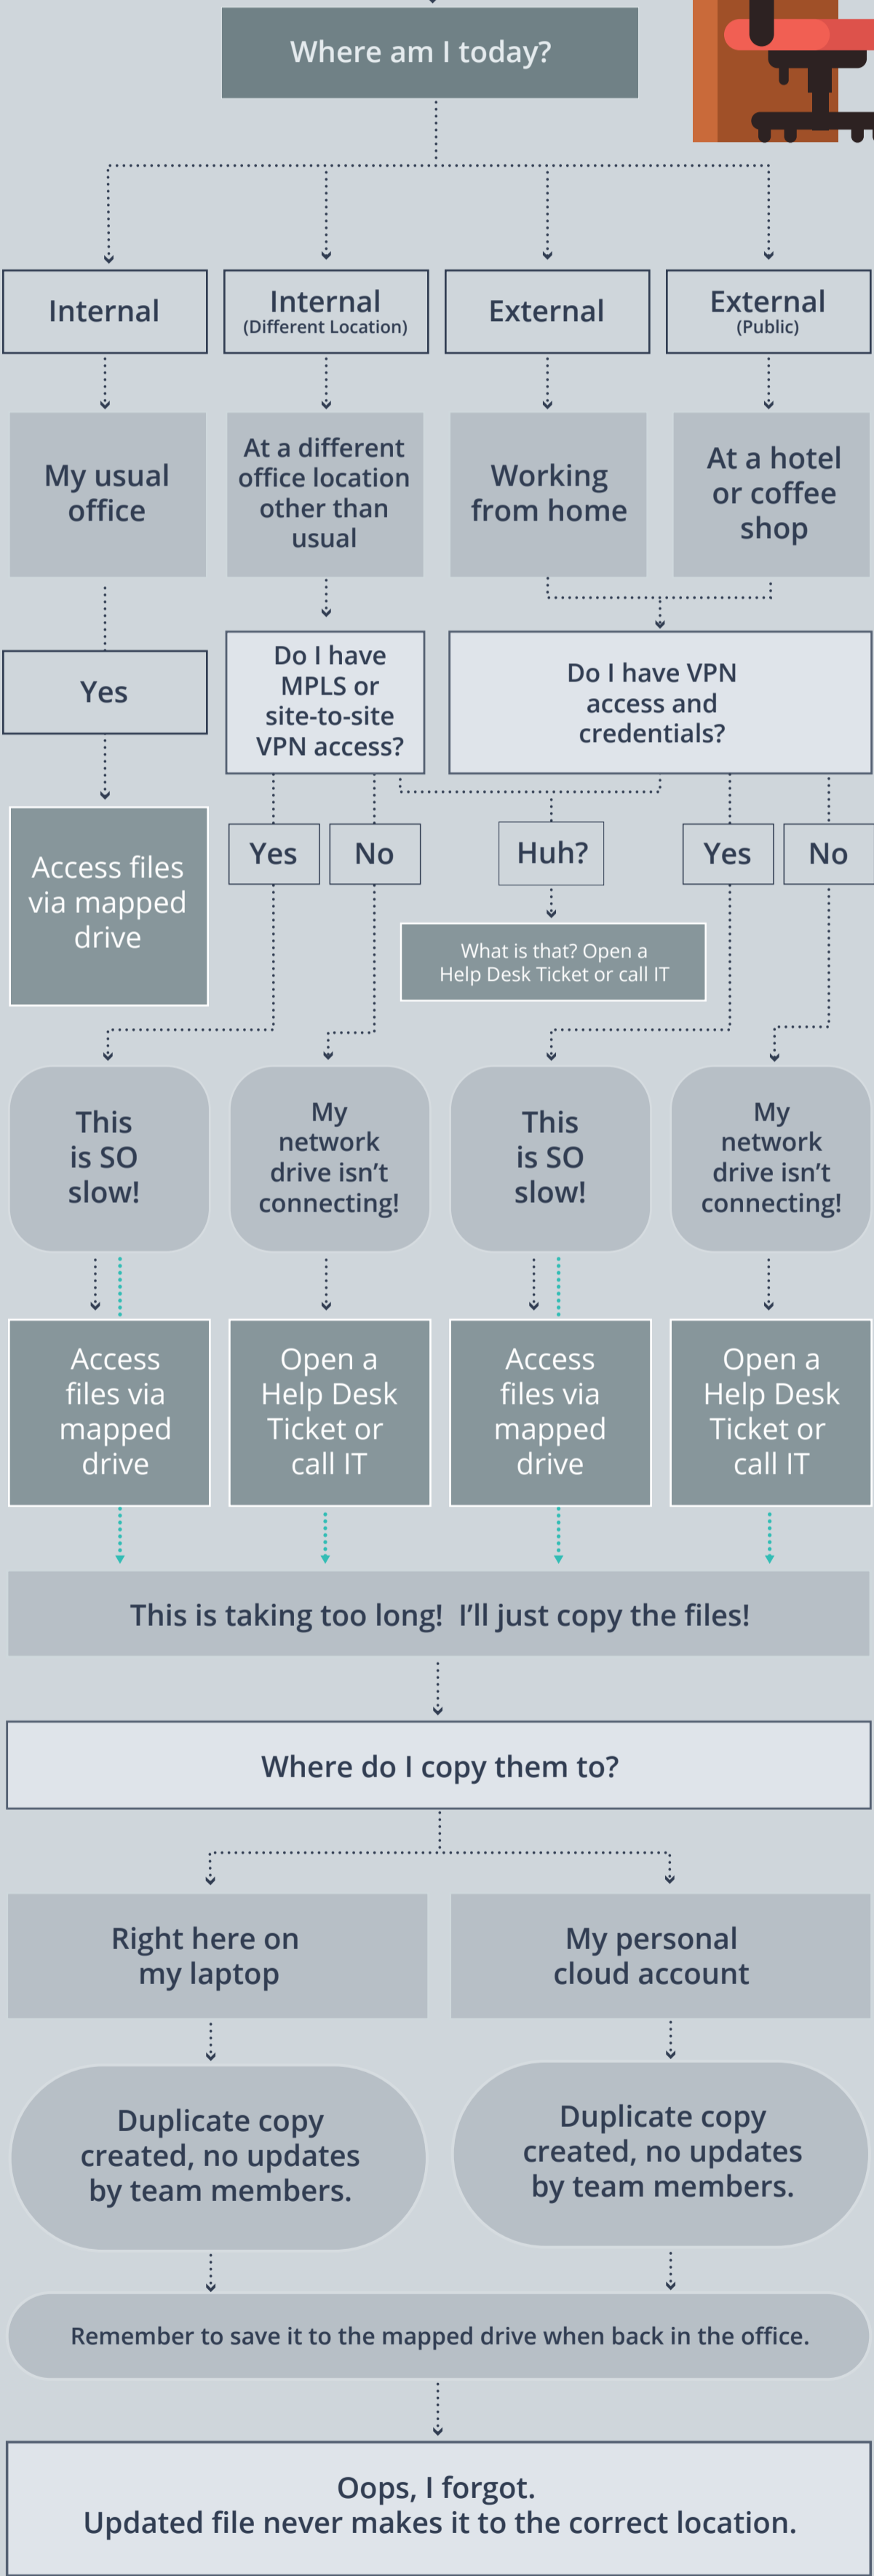 Where am I today?
Internal
Internal
(Different Location)
External
External
(Public)
My usual
office
At a different
office location
other than
usual
Working
from home
At a hotel
or coffee
shop
Yes
Do I have
MPLS or
site-to-site
VPN access?
Do I have VPN
access and
credentials?
Access files
via mapped
drive
Yes
No
Huh?
Yes
No
What is that? Open a
Help Desk Ticket or call IT
This
is SO
slow!
My
network
drive isn’t
connecting!
This
is SO
slow!
My
network
drive isn’t
connecting!
Access
files via
mapped
drive
Open a
Help Desk
Ticket or
call IT
Access
files via
mapped
drive
Open a
Help Desk
Ticket or
call IT
This is taking too long!  I’ll just copy the files!
Where do I copy them to?
Right here on
my laptop
My personal
cloud account
Duplicate copy
created, no updates
by team members.
Duplicate copy
created, no updates
by team members.
Remember to save it to the mapped drive when back in the office.
Oops, I forgot.
Updated file never makes it to the correct location.